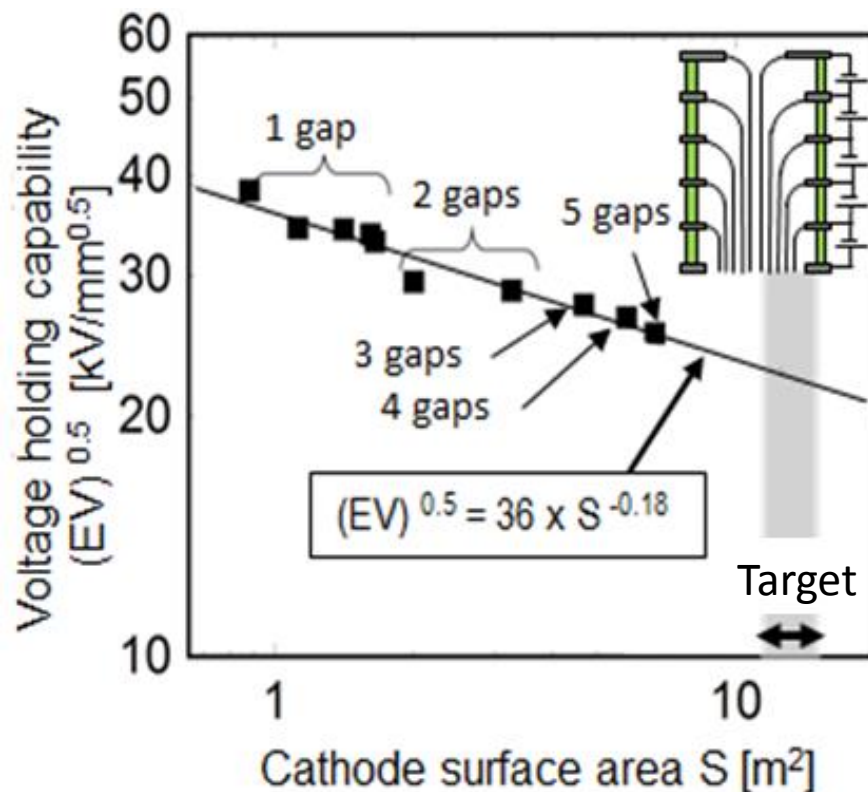 Voltage holding capability
(EV) 0.5 [kV/mm0.5]
60
50
40
30
20
10
1 gap
2 gaps
5 gaps
3 gaps
4 gaps
(EV) 0.5 = 36 x S -0.18
Target
1
10
Cathode surface area S [m2]